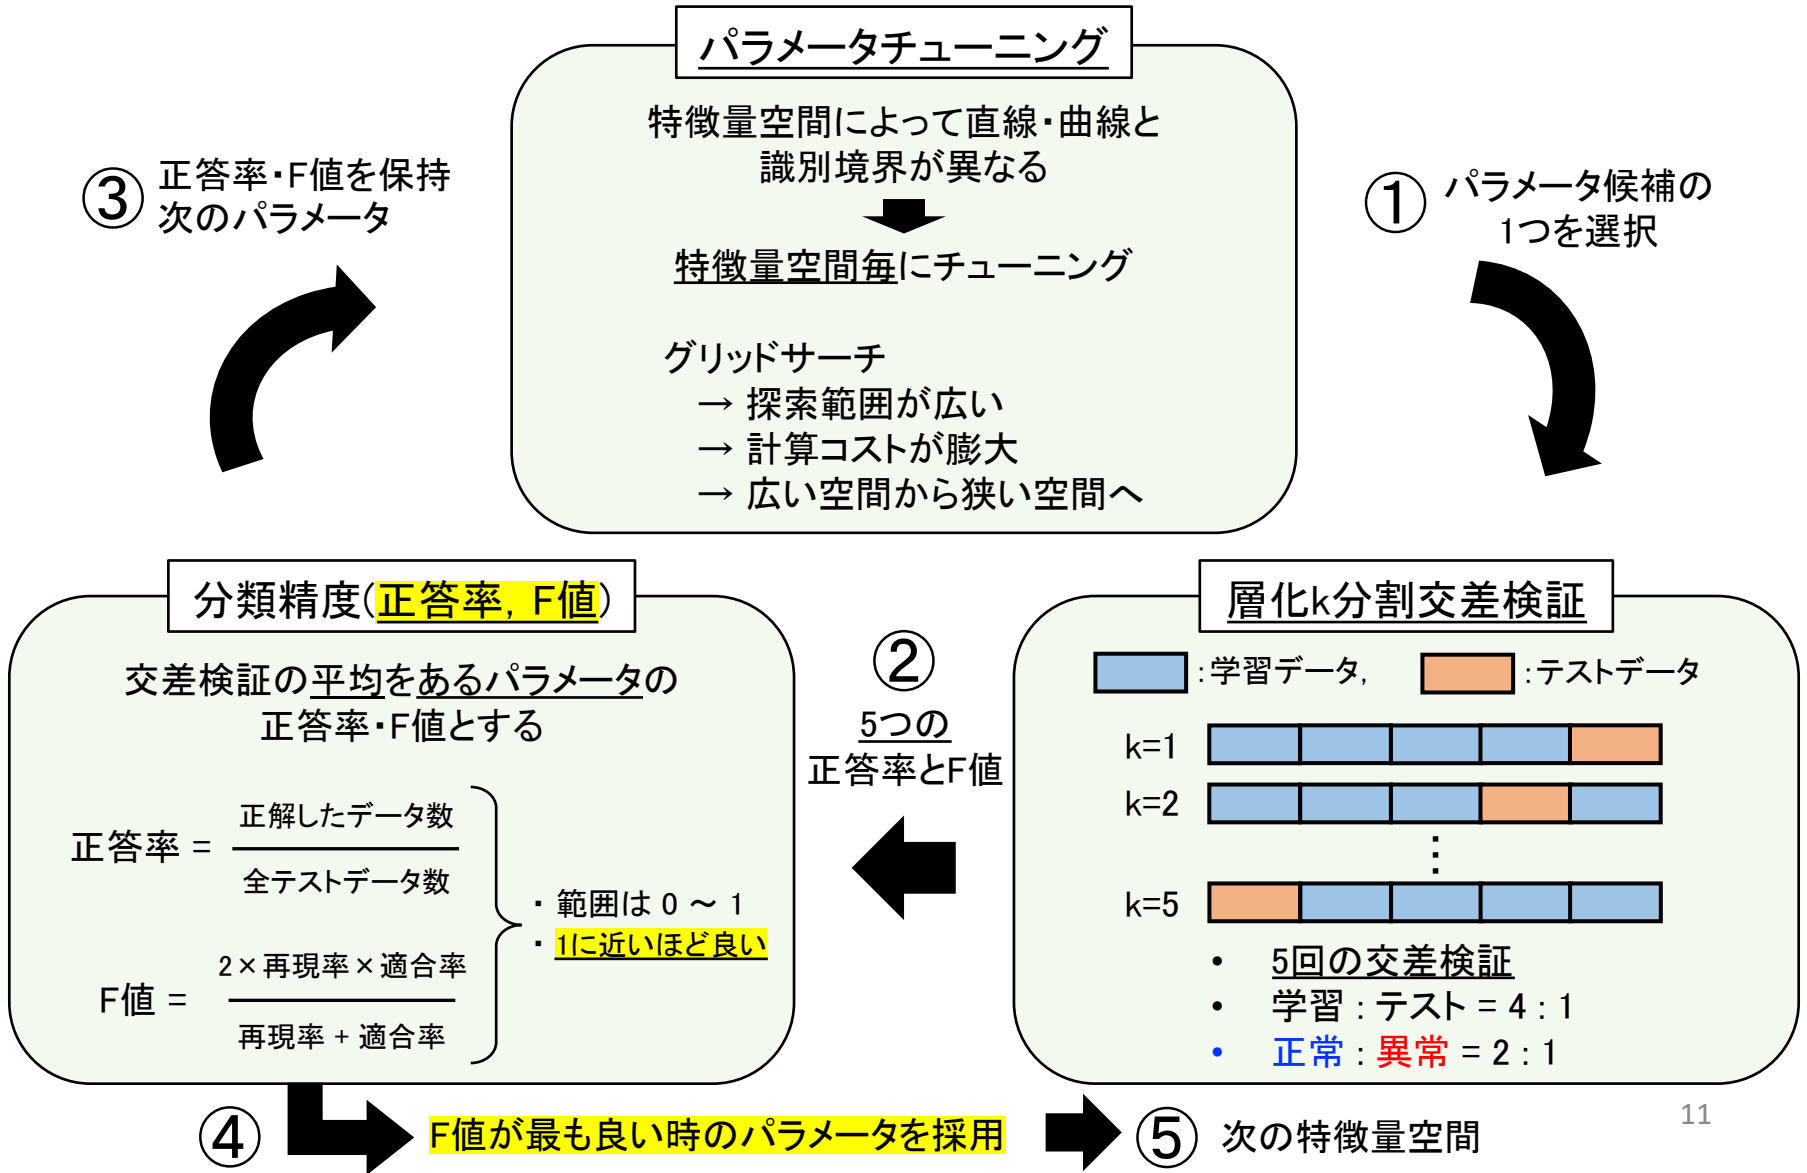 パラメータチューニング
特徴量空間によって直線・曲線と
識別境界が異なる
特徴量空間毎にチューニング
グリッドサーチ
→ 探索範囲が広い
→ 計算コストが膨大
→ 広い空間から狭い空間へ
① パラメータ候補の
1つを選択
層化k分割交差検証
:学習データ, :テストデータ
k=1
k=2
⋮
k=5
• 5回の交差検証
• 学習 : テスト = 4 : 1
• 正常 : 異常 = 2 : 1
②
5つの
正答率とF値
分類精度(正答率, F値)
交差検証の平均をあるパラメータの
正答率・F値とする
正答率 = 正解したデータ数
全テストデータ数
F値 = 2×再現率×適合率
再現率 + 適合率
・ 範囲は 0 ~ 1
・ 1に近いほど良い
③ 正答率・F値を保持
次のパラメータ
④ F値が最も良い時のパラメータを採用
⑤ 次の特徴量空間
11